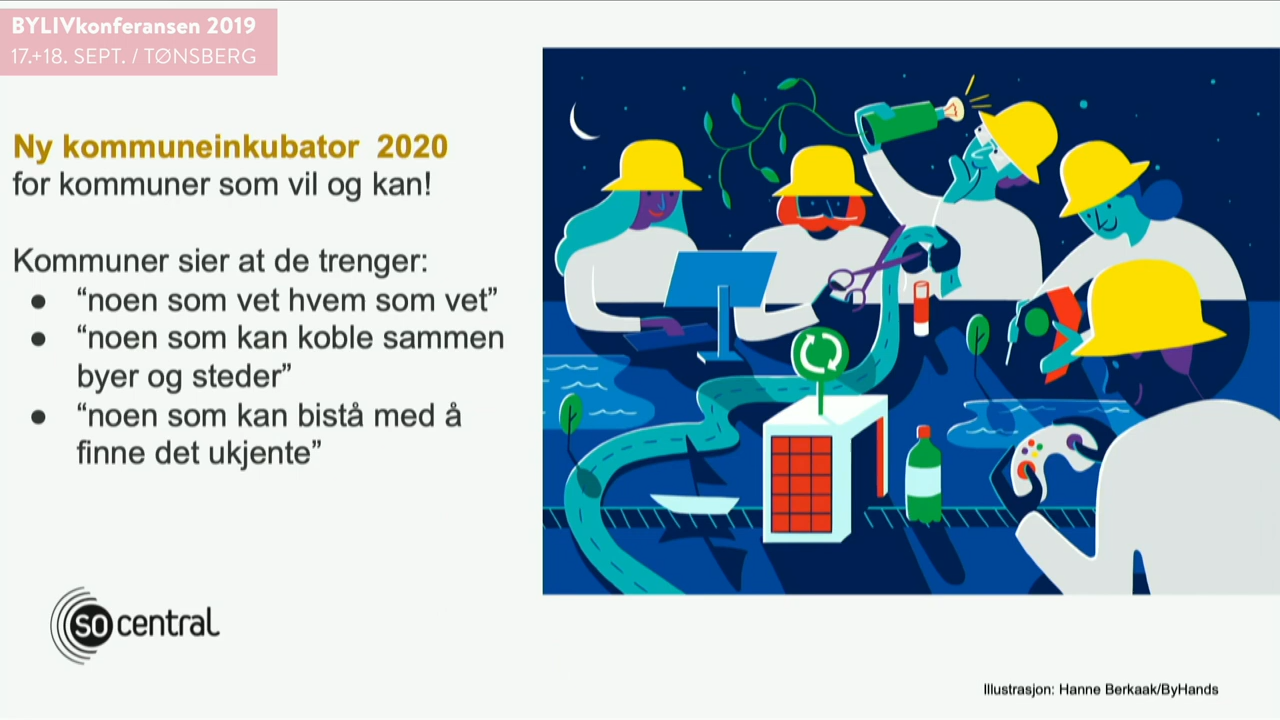 BYLIVkonferansen 2019
17.+18. SEPT. / TØNSBERG
Ny kommuneinkubator 2020
for kommuner som vil og kan!
Kommuner sier at de trenger:
● “noen som vet hvem som vet”
● “noen som kan koble sammen
byer og steder”
● “noen som kan bistå med å
finne det ukjente”
so central
Illustrasjon: Hanne Berkaak/ByHands